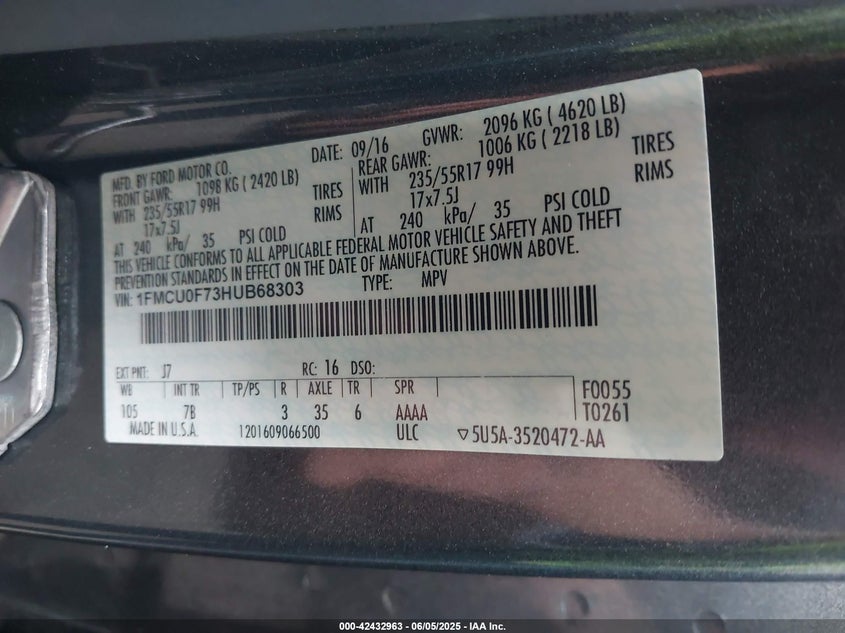 MFD. BY FORD MOTOR CO.
DATE: 09/16
GVWR: 2096 KG ( 4620 LB)
FRONT GAWR: 1098 KG ( 2420 LB)
REAR GAWR: 1006 KG ( 2218 LB)
WITH 235/55R17 99H TIRES
WITH 235/55R17 99H TIRES
17x7.5J RIMS
17x7.5J RIMS
AT 240 kPa/ 35 PSI COLD
AT 240 kPa/ 35 PSI COLD
THIS VEHICLE CONFORMS TO ALL APPLICABLE FEDERAL MOTOR VEHICLE SAFETY AND THEFT
PREVENTION STANDARDS IN EFFECT ON THE DATE OF MANUFACTURE SHOWN ABOVE.
VIN: 1FMCU0F73HUB68303 TYPE: MPV
EXT PNT: J7 RC: 16 DSO:
WB INT TR TP/PS R AXLE TR SPR F0055
105 7B 3 35 6 AAAA T0261
MADE IN U.S.A. 1201609066500 ULC ▽5U5A-3520472-AA
000-42432963 - 06/05/2025 - IAA Inc.